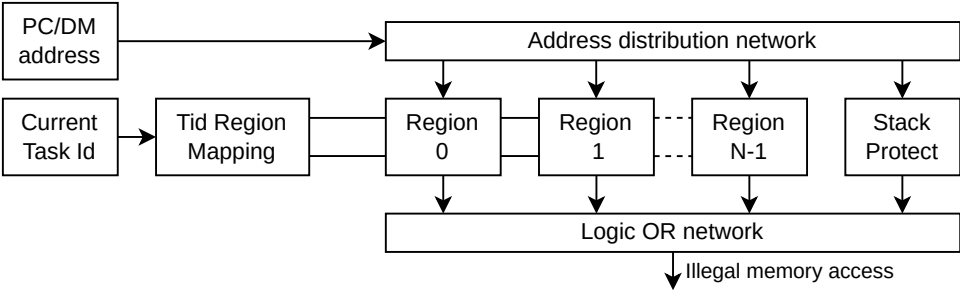 PC/DM
address
Address distribution network
Current
Task Id
Tid Region
Mapping
Region
0
Region
1
Region
N-1
Stack
Protect
Logic OR network
Illegal memory access